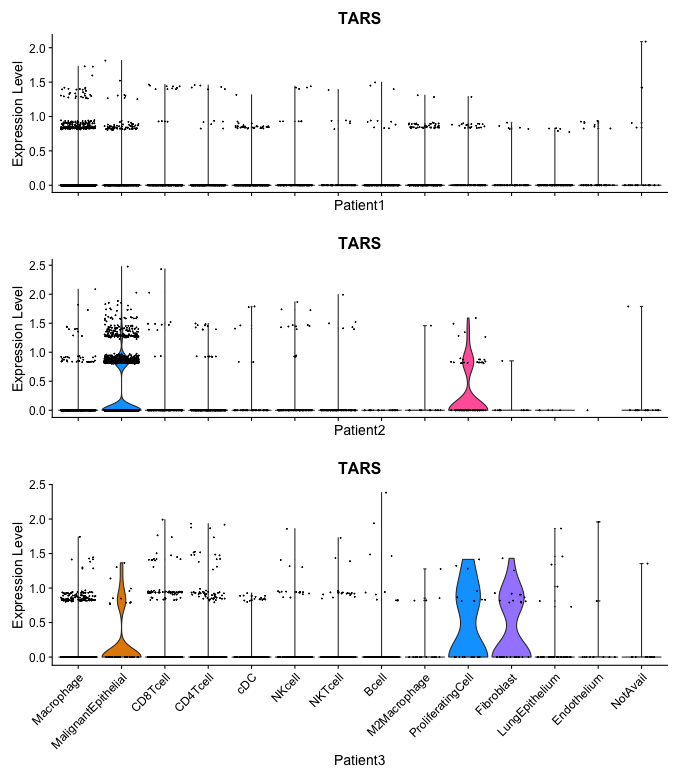 TARS
Expression Level
2.0
1.5
1.0
0.5
0.0
Patient1
TARS
Expression Level
2.5
2.0
1.5
1.0
0.5
0.0
Patient2
TARS
Expression Level
2.5
2.0
1.5
1.0
0.5
0.0
Macrophage
MalignantEpithelial
CD8Tcell
CD4Tcell
cDC
NKcell
NKTcell
Bcell
M2Macrophage
ProliferatingCell
Fibroblast
LungEpithelium
Endothelium
NotAvail
Patient3